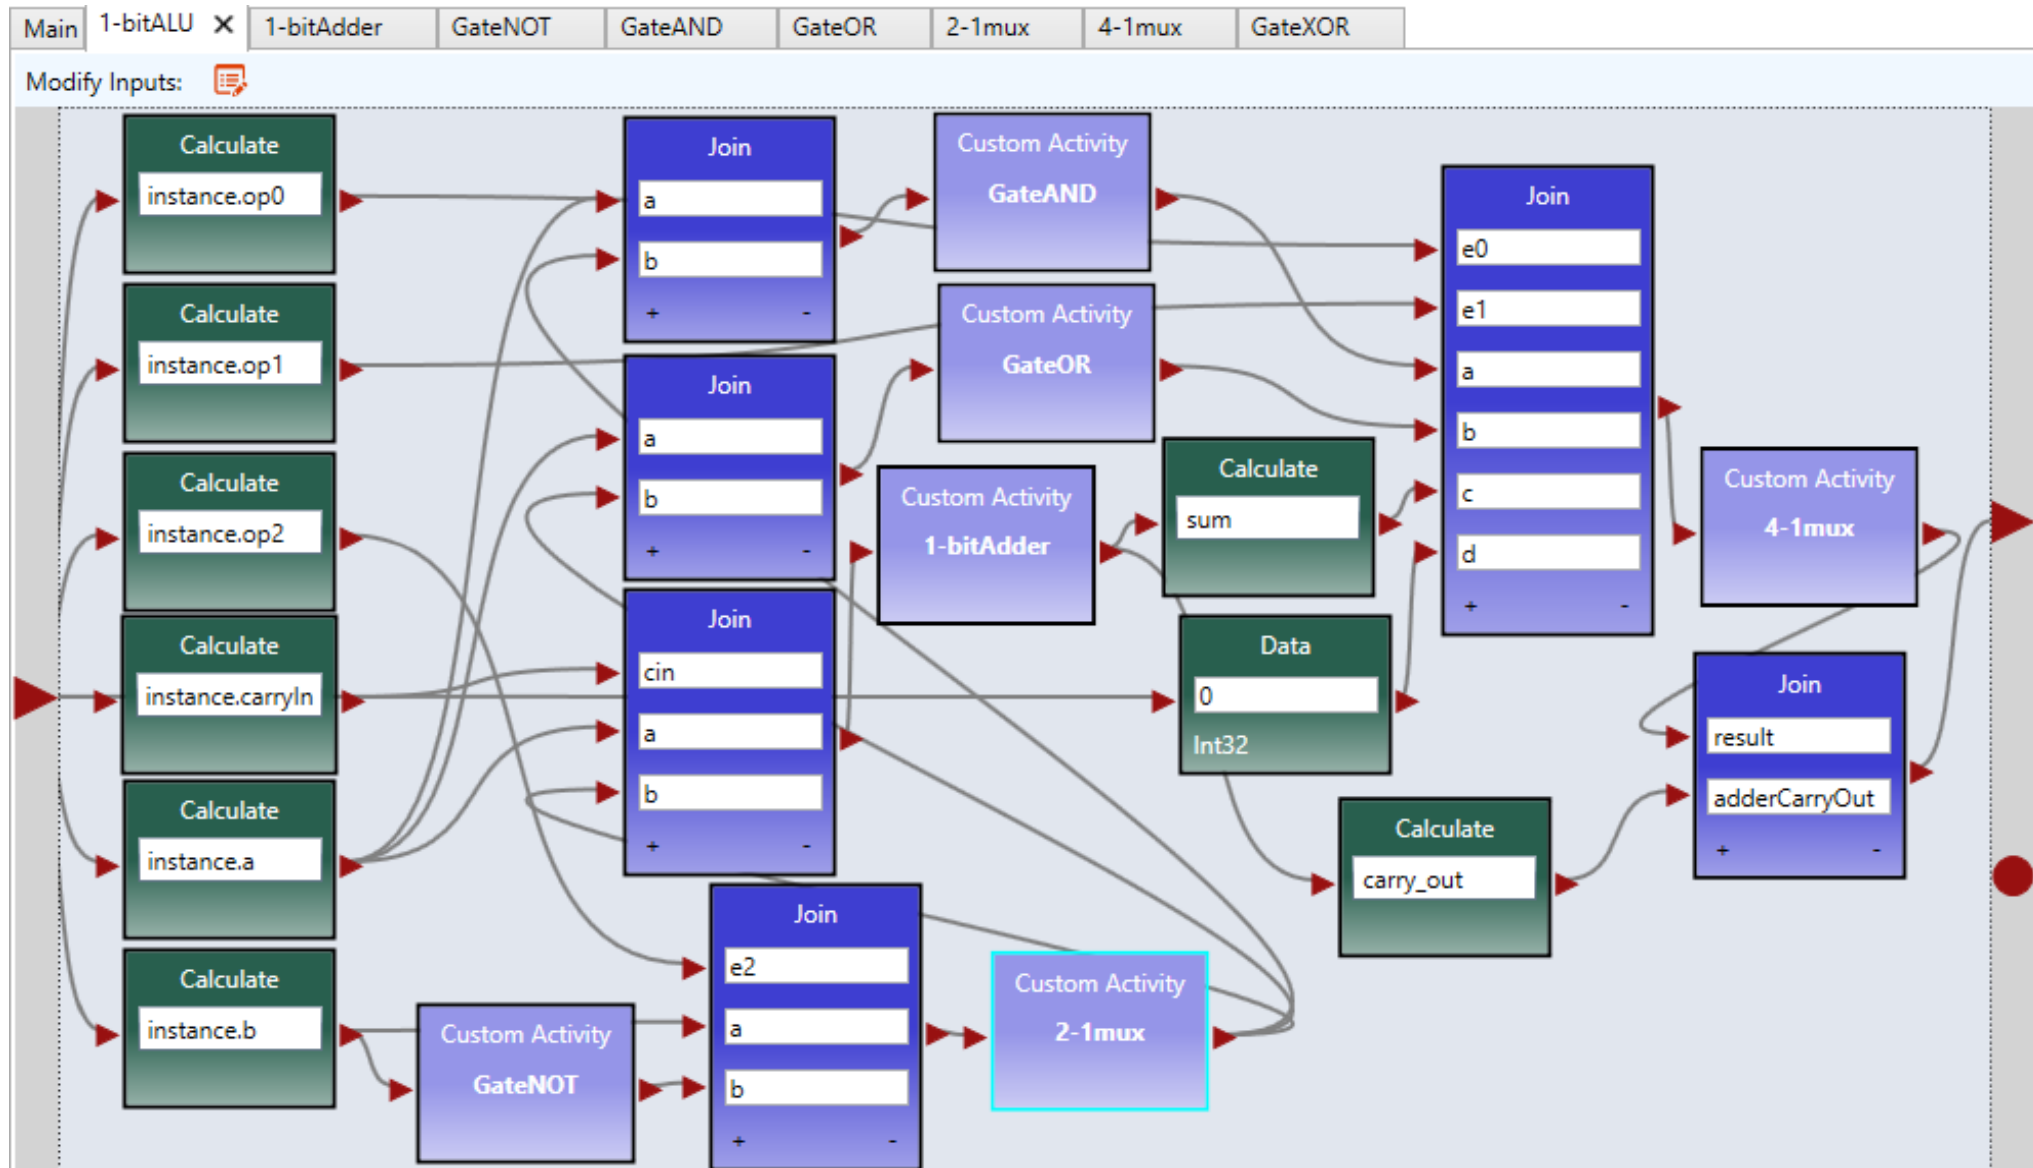 Main
1-bitALU
1-bitAdder
GateNOT
GateAND
GateOR
2-1mux
4-1mux
GateXOR
Modify Inputs:
Calculate
instance.op0
Calculate
instance.op1
Calculate
instance.op2
Calculate
instance.carryIn
Calculate
instance.a
Calculate
instance.b
Custom Activity
GateNOT
Join
a
b
+ -
Join
a
b
+ -
Join
cin
a
b
+ -
Join
e2
a
b
+ -
Custom Activity
GateAND
Custom Activity
GateOR
Custom Activity
1-bitAdder
Custom Activity
2-1mux
Calculate
sum
Data
0
Int32
Calculate
carry_out
Join
e0
e1
a
b
c
d
+ -
Custom Activity
4-1mux
Join
result
adderCarryOut
+ -